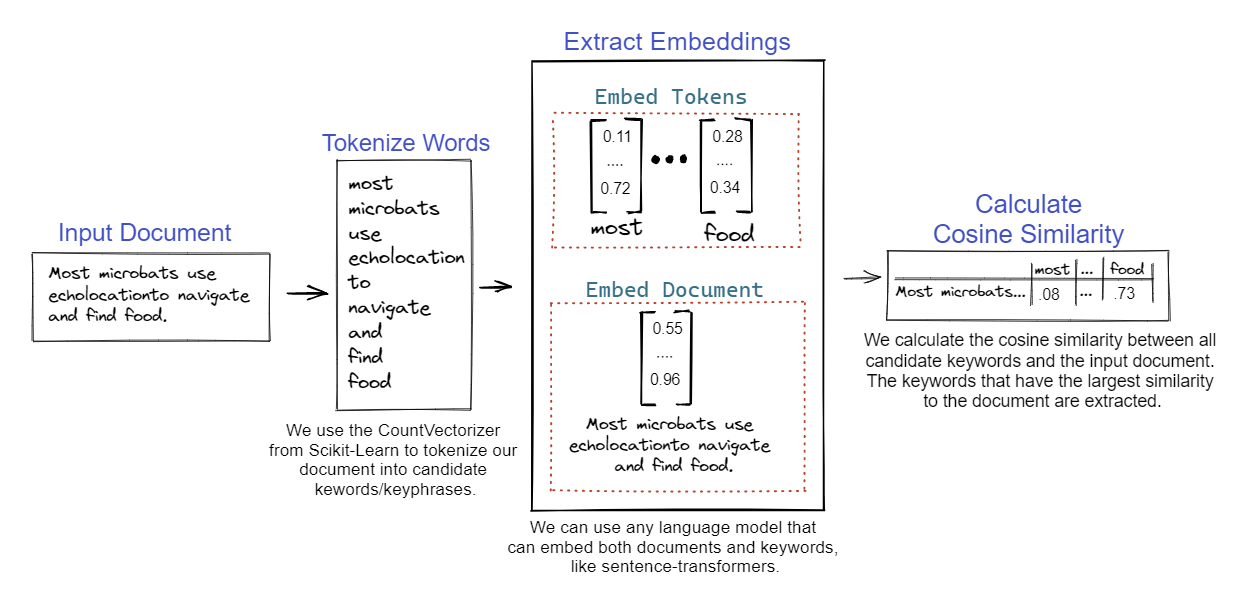 Input Document
Most microbats use
echolocationto navigate
and find food.
Tokenize Words
most
microbats
use
echolocation
to
navigate
and
find
food
We use the CountVectorizer
from Scikit-Learn to tokenize our
document into candidate
kewords/keyphrases.
Extract Embeddings
Embed Tokens
0.11
....
0.72
most
•••
0.28
....
0.34
food
Embed Document
0.55
....
0.96
Most microbats use
echolocationto navigate
and find food.
We can use any language model that
can embed both documents and keywords,
like sentence-transformers.
Calculate
Cosine Similarity
most ... food
Most microbats... .08 ... .73
We calculate the cosine similarity between all
candidate keywords and the input document.
The keywords that have the largest similarity
to the document are extracted.